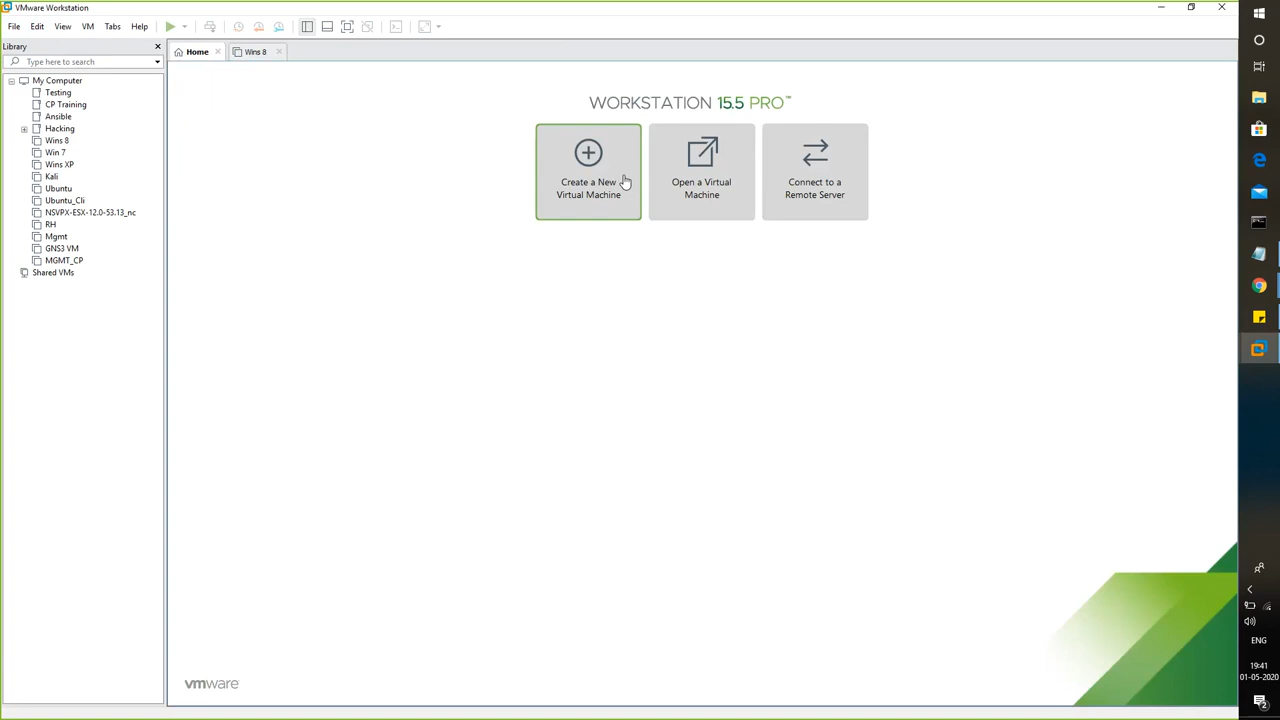 VMware Workstation
File Edit View VM Tabs Help
Library
Type here to search
My Computer
Testing
CP Training
Ansible
Hacking
Wins 8
Win 7
Wins XP
Kali
Ubuntu
Ubuntu_Cli
NSVPX-ESX-12.0-53.13_nc
RH
Mgmt
GNS3 VM
MGMT_CP
Shared VMs
Home
Wins 8
WORKSTATION 15.5 PRO™
Create a New
Virtual Machine
Open a Virtual
Machine
Connect to a
Remote Server
vmware
ENG
19:41
01-05-2020
2